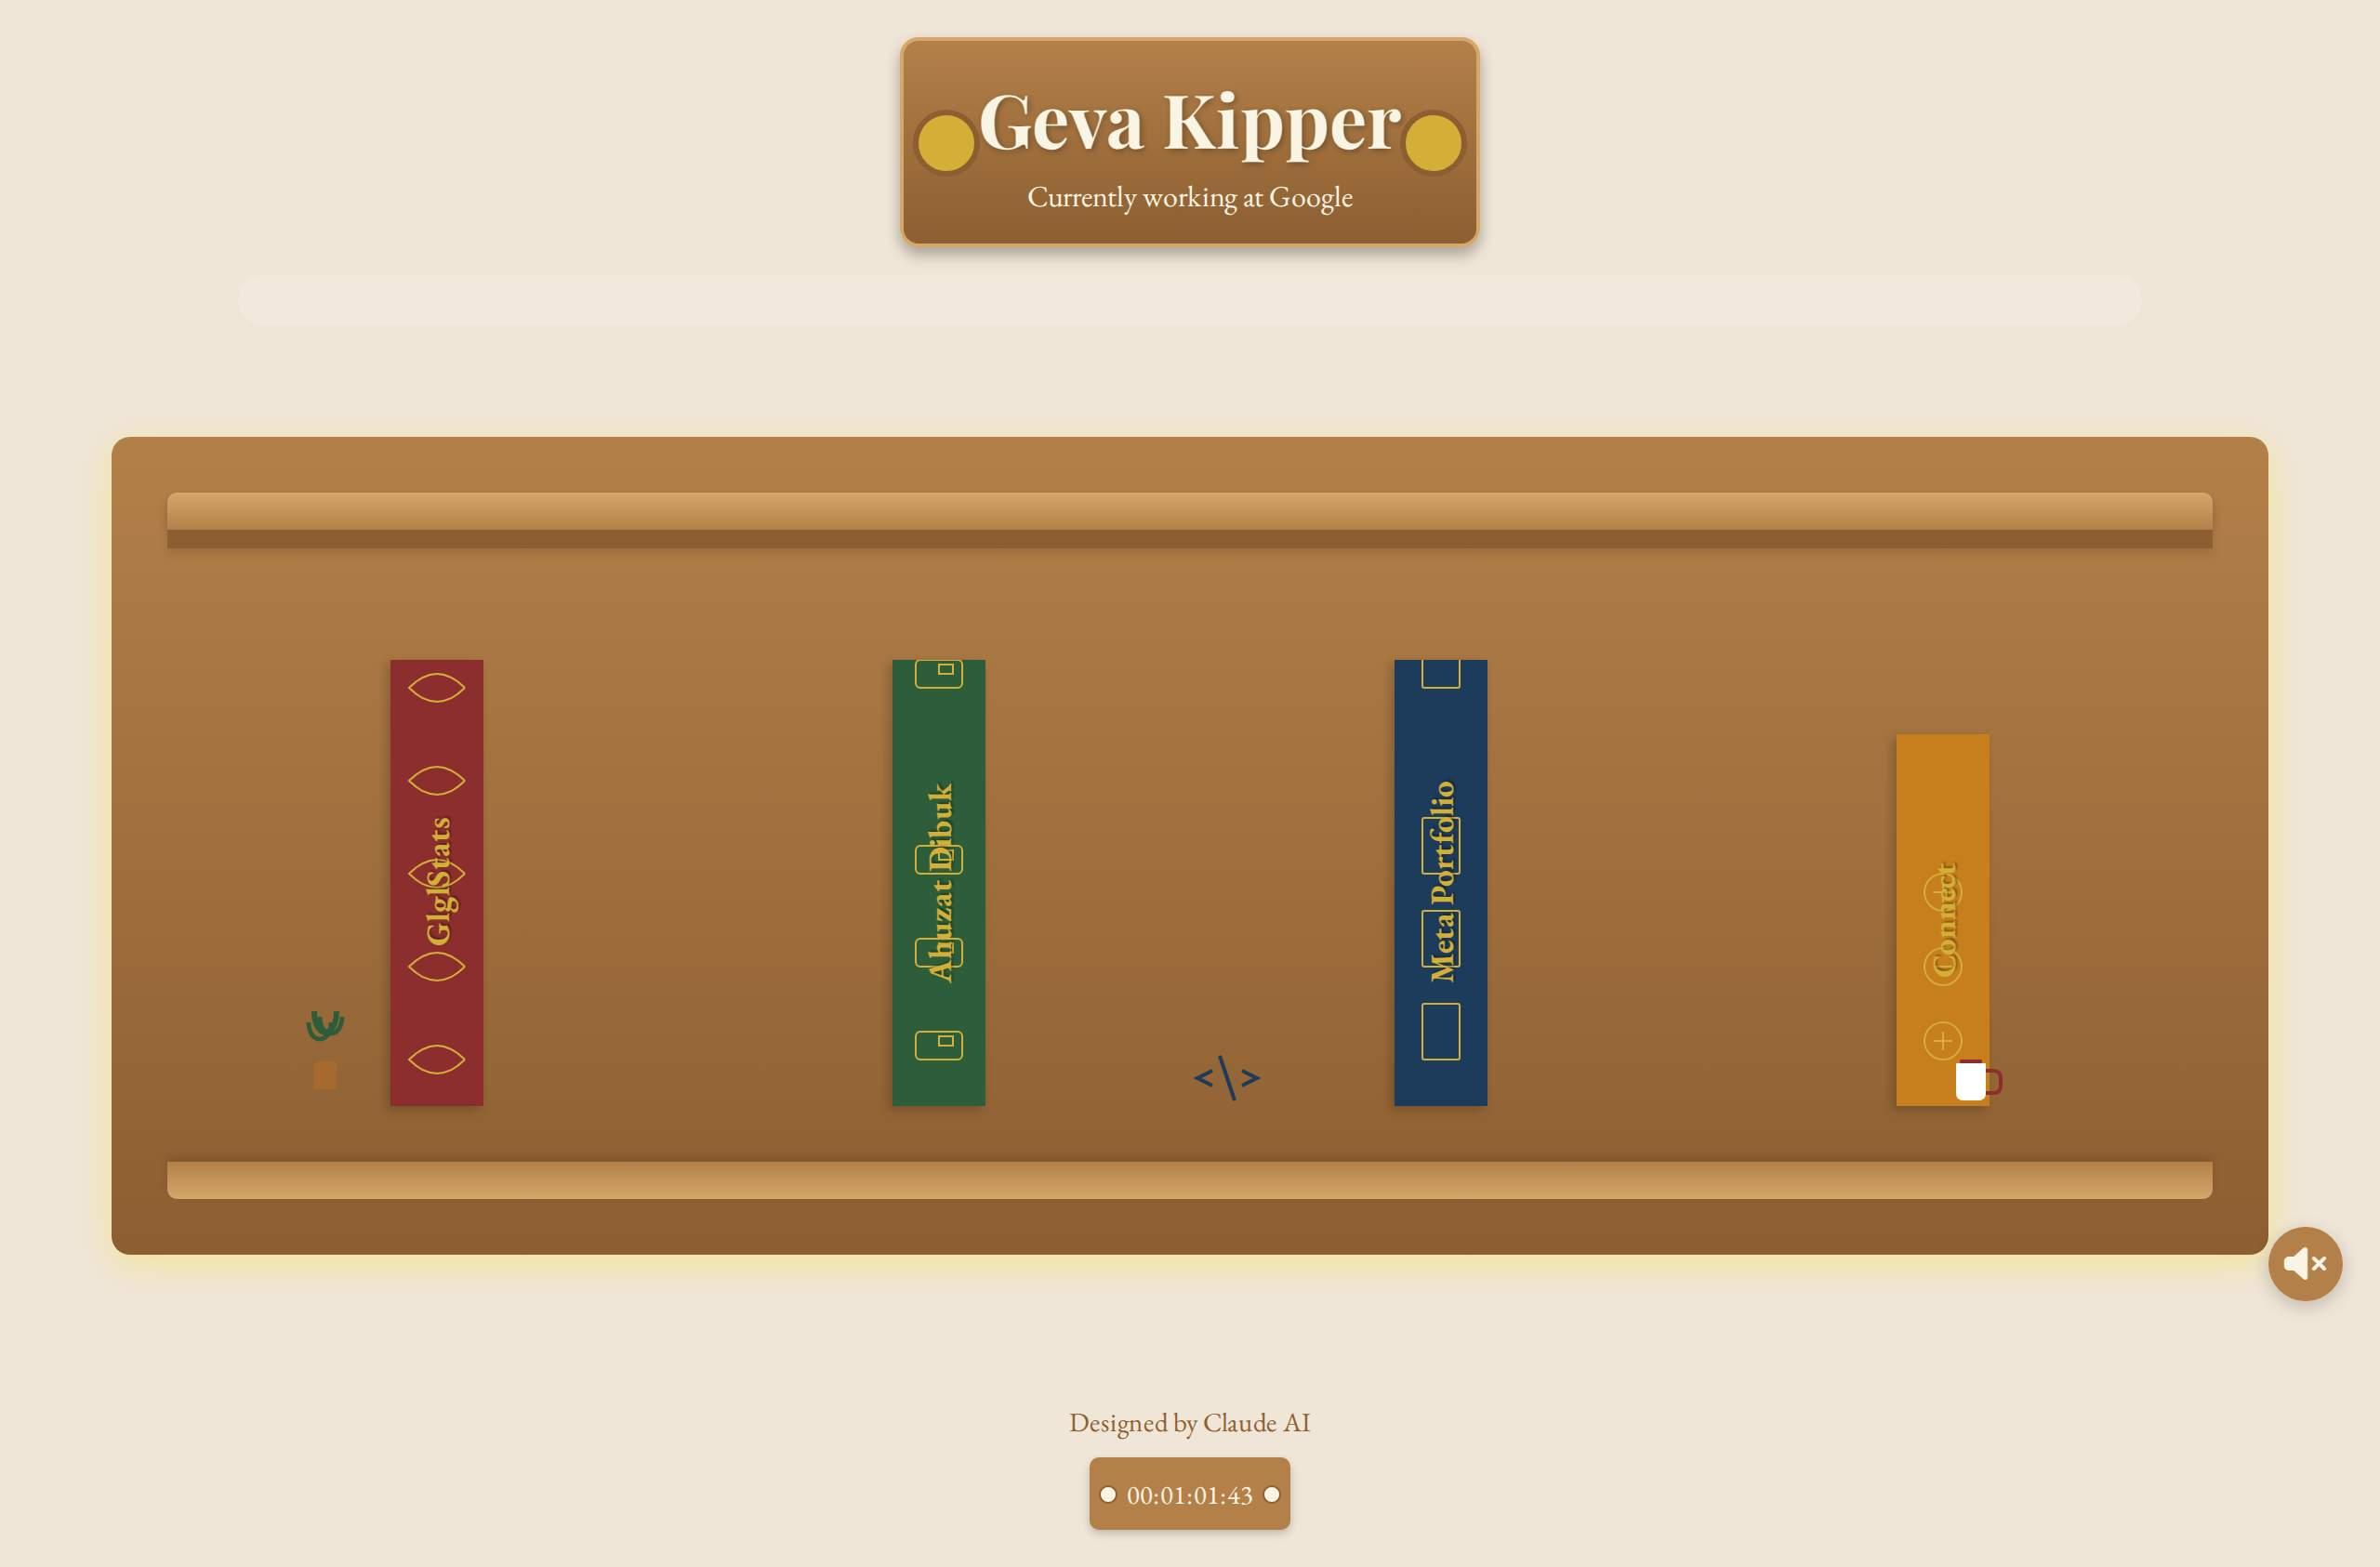 Geva Kipper
Currently working at Google
GlglStats
Ahuzat Dibuk
Meta Portfolio
Connect
</>
Designed by Claude AI
00:01:01:43